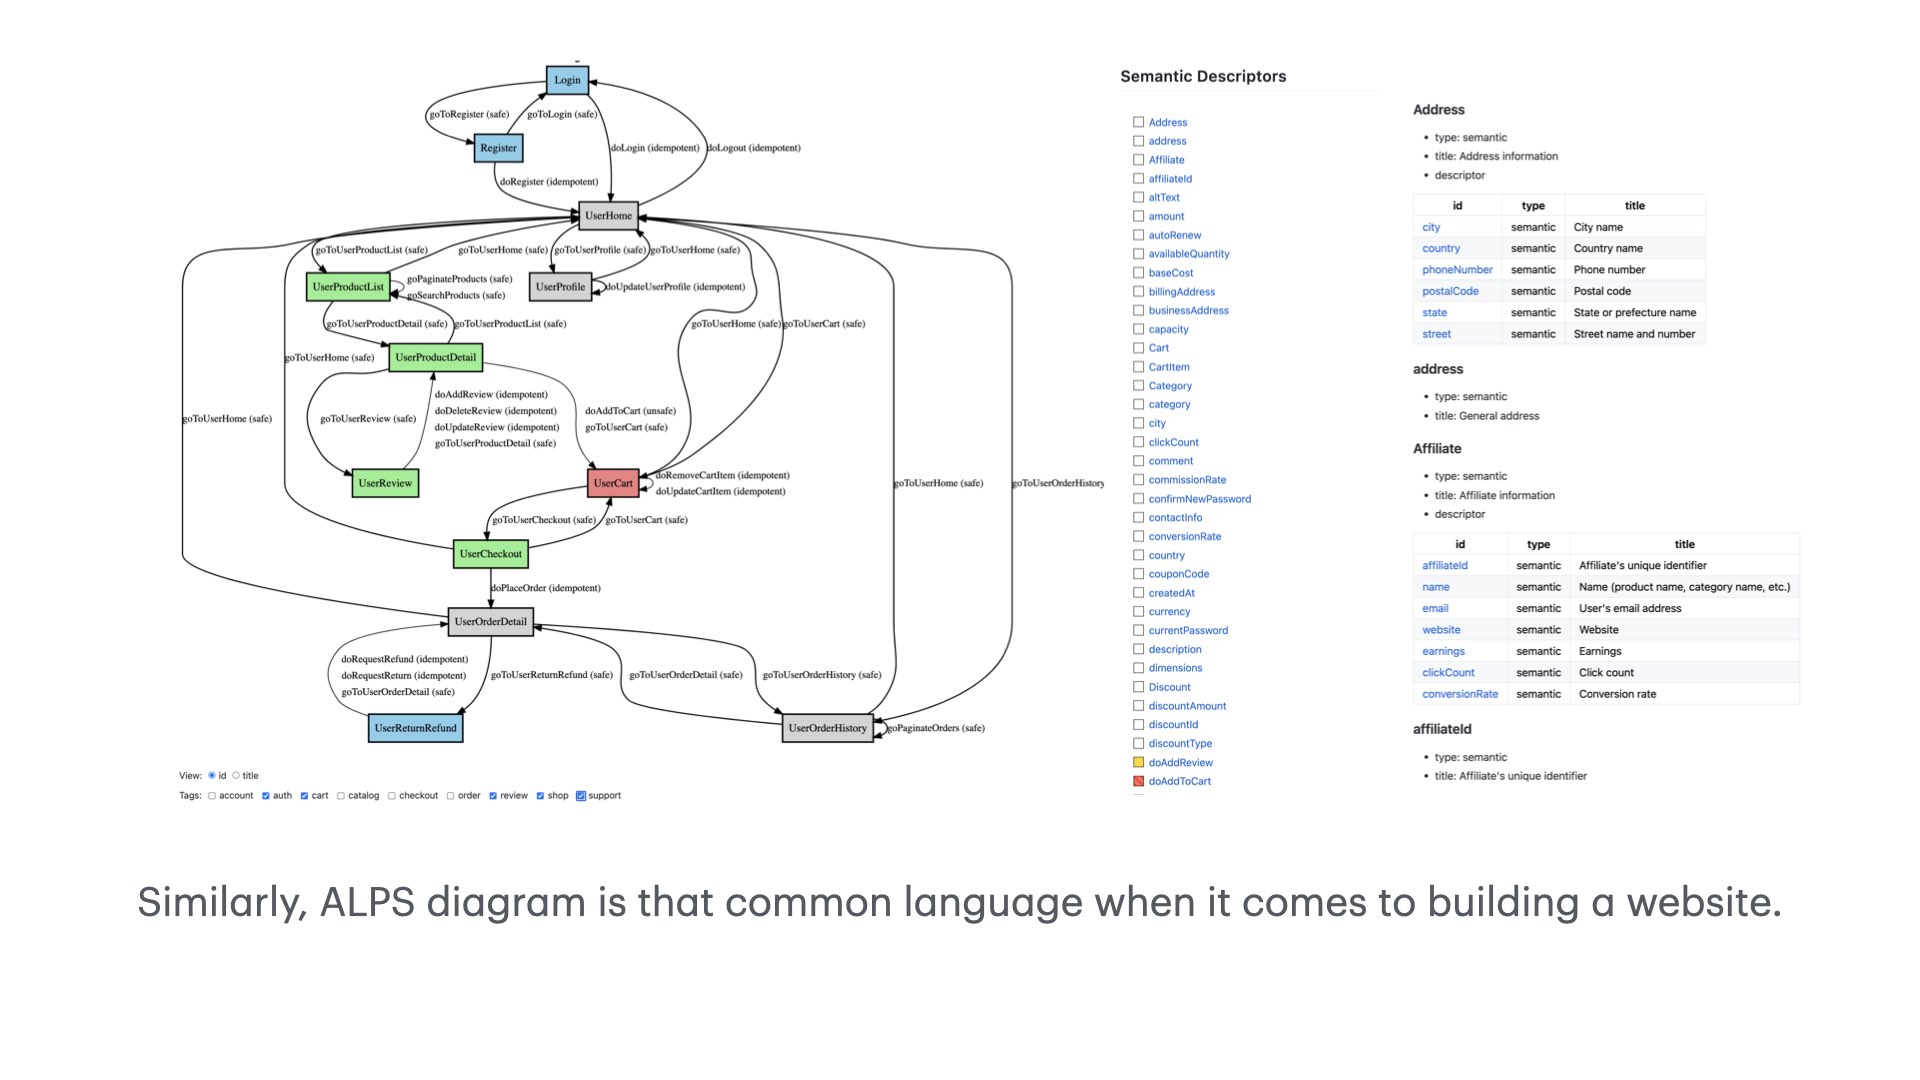 Login
goToRegister (safe)
goToLogin (safe)
Register
doLogin (idempotent)
doLogout (idempotent)
doRegister (idempotent)
UserHome
goToUserProductList (safe)
goToUserHome (safe)
goToUserProfile (safe)
goToUserHome (safe)
UserProductList
goPaginateProducts (safe)
goSearchProducts (safe)
UserProfile
doUpdateUserProfile (idempotent)
goToUserProductDetail (safe)
goToUserProductList (safe)
goToUserHome (safe)
goToUserCart (safe)
goToUserHome (safe)
UserProductDetail
doAddReview (idempotent)
doDeleteReview (idempotent)
doUpdateReview (idempotent)
goToUserProductDetail (safe)
goToUserHome (safe)
goToUserReview (safe)
doAddToCart (unsafe)
goToUserCart (safe)
UserReview
UserCart
doRemoveCartItem (idempotent)
doUpdateCartItem (idempotent)
goToUserHome (safe)
goToUserOrderHistory
goToUserCheckout (safe)
goToUserCart (safe)
UserCheckout
doPlaceOrder (idempotent)
UserOrderDetail
doRequestRefund (idempotent)
doRequestReturn (idempotent)
goToUserOrderDetail (safe)
goToUserReturnRefund (safe)
goToUserOrderDetail (safe)
goToUserOrderHistory (safe)
UserReturnRefund
UserOrderHistory
goPaginateOrders (safe)
View: id title
Tags: account auth cart catalog checkout order review shop support
Semantic Descriptors
Address
address
Affiliate
affiliateId
altText
amount
autoRenew
availableQuantity
baseCost
billingAddress
businessAddress
capacity
Cart
CartItem
Category
category
city
clickCount
comment
commissionRate
confirmNewPassword
contactInfo
conversionRate
country
couponCode
createdAt
currency
currentPassword
description
dimensions
Discount
discountAmount
discountId
discountType
doAddReview
doAddToCart
Address
• type: semantic
• title: Address information
• descriptor
id type title
city semantic City name
country semantic Country name
phoneNumber semantic Phone number
postalCode semantic Postal code
state semantic State or prefecture name
street semantic Street name and number
address
• type: semantic
• title: General address
Affiliate
• type: semantic
• title: Affiliate information
• descriptor
id type title
affiliateId semantic Affiliate's unique identifier
name semantic Name (product name, category name, etc.)
email semantic User's email address
website semantic Website
earnings semantic Earnings
clickCount semantic Click count
conversionRate semantic Conversion rate
affiliateId
• type: semantic
• title: Affiliate's unique identifier
Similarly, ALPS diagram is that common language when it comes to building a website.